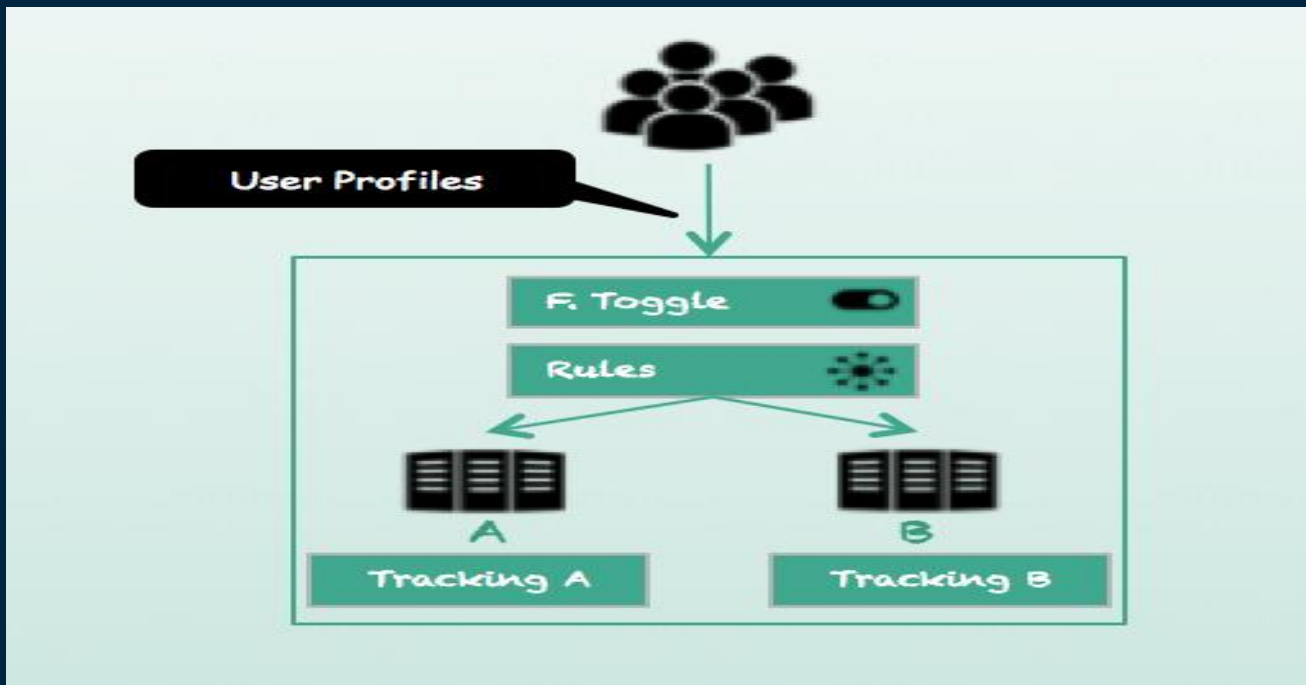 User Profiles
F. Toggle
Rules
A
B
Tracking A
Tracking B